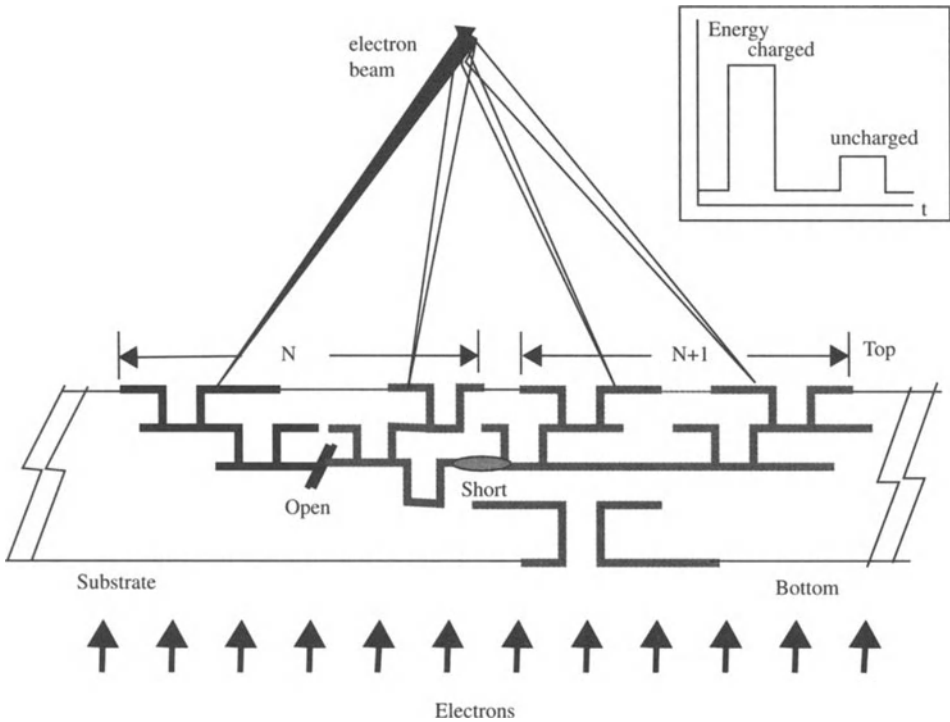 electron
beam
Energy
charged
uncharged
t
N
N+1
Top
Open
Short
Substrate
Bottom
Electrons